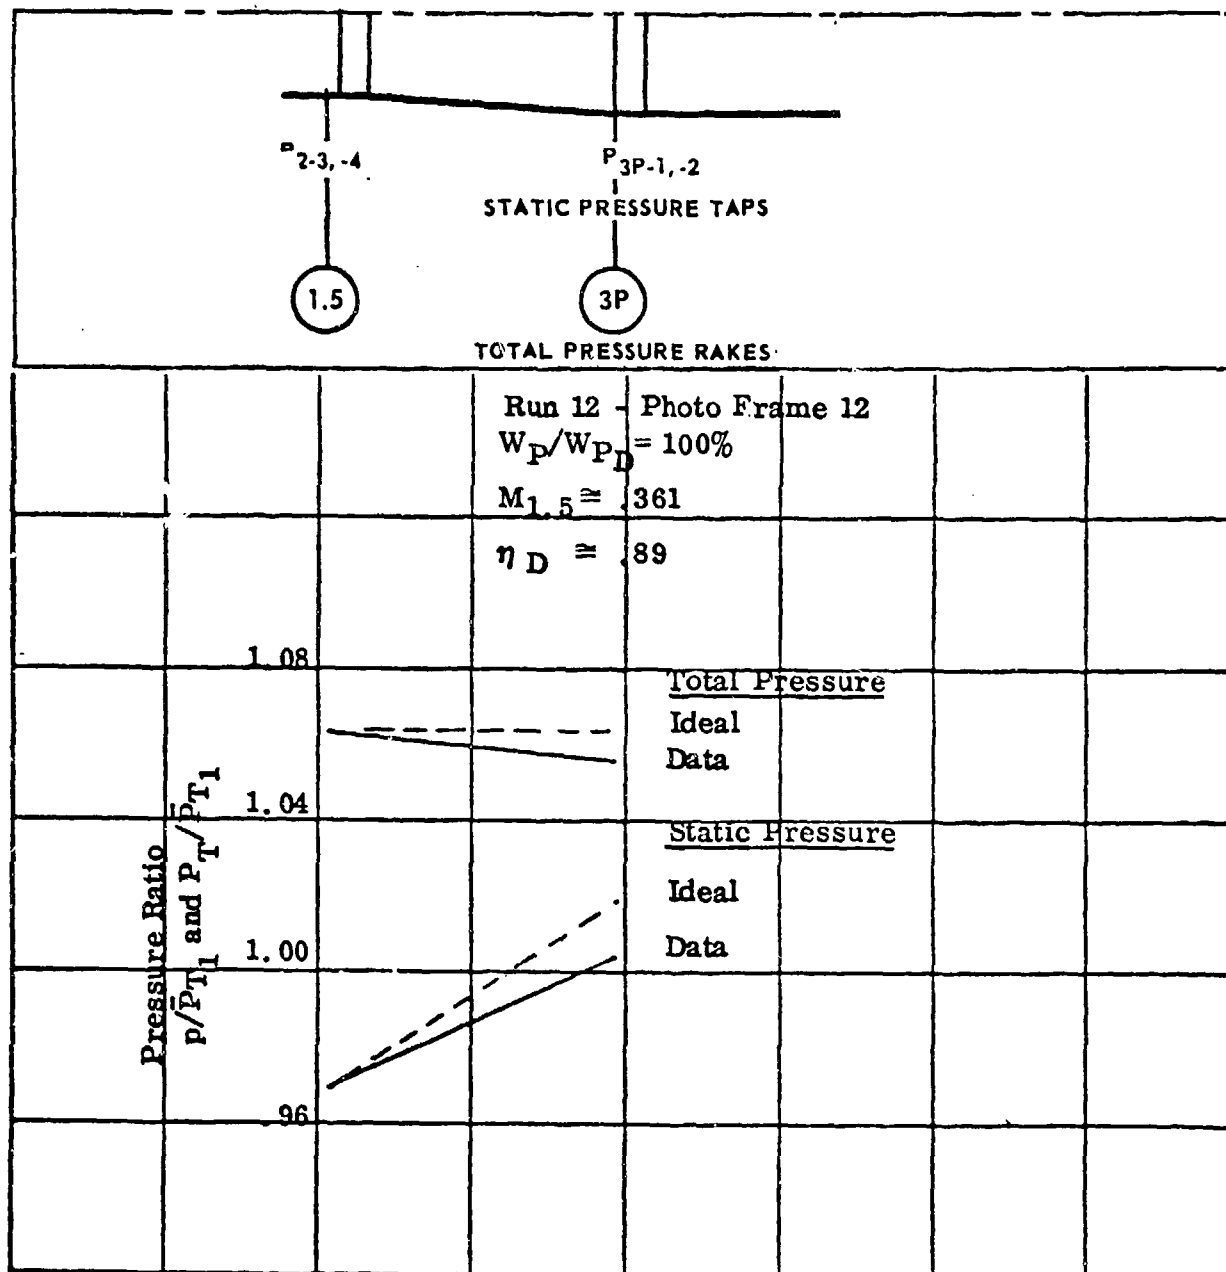 P2-3, -4
P3P-1, -2
STATIC PRESSURE TAPS
1.5
3P
TOTAL PRESSURE RAKES
Run 12 - Photo Frame 12
WP/WPD = 100%
M1.5 ≅ .361
ηD ≅ .89
1.08
Total Pressure
Ideal
Data
1.04
Static Pressure
Ideal
Data
1.00
.96
Pressure Ratio
p/P̄T1 and PT/P̄T1